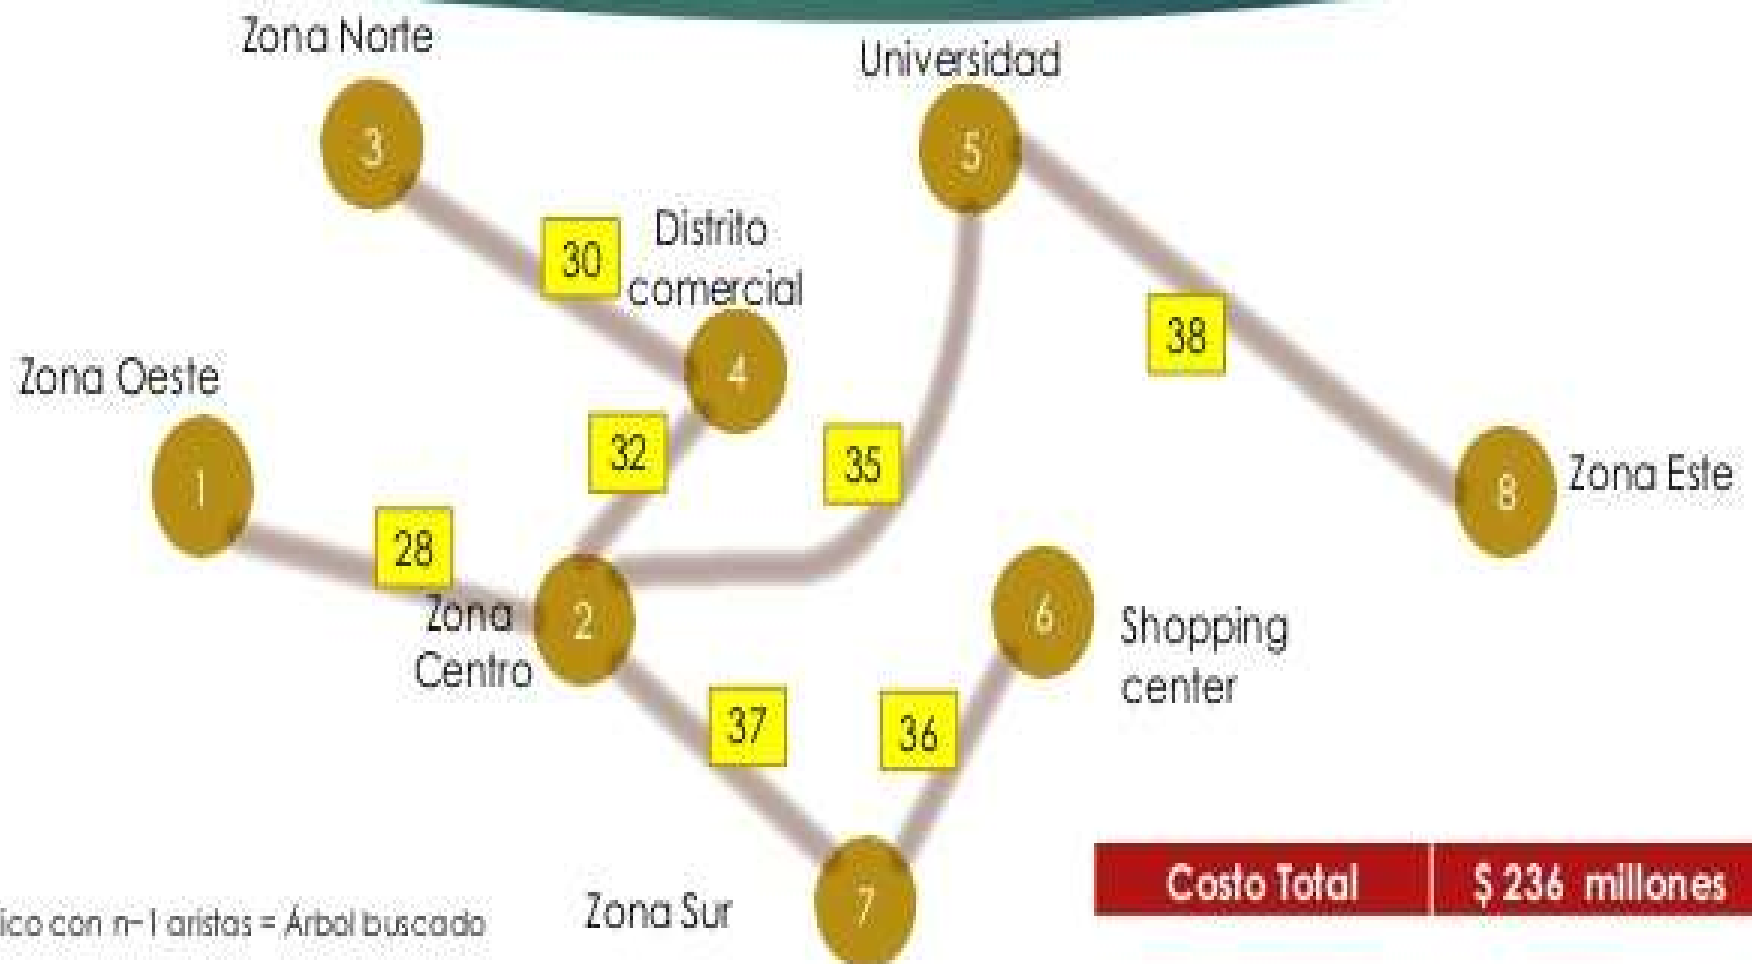 Zona Norte
Universidad
3
5
Distrito
comercial
30
38
4
Zona Oeste
32
35
1
8
Zona Este
28
Zona
Centro
2
6
Shopping
center
37
36
Costo Total
$ 236 millones
7
Zona Sur
con n-1 aristas = Árbol buscado